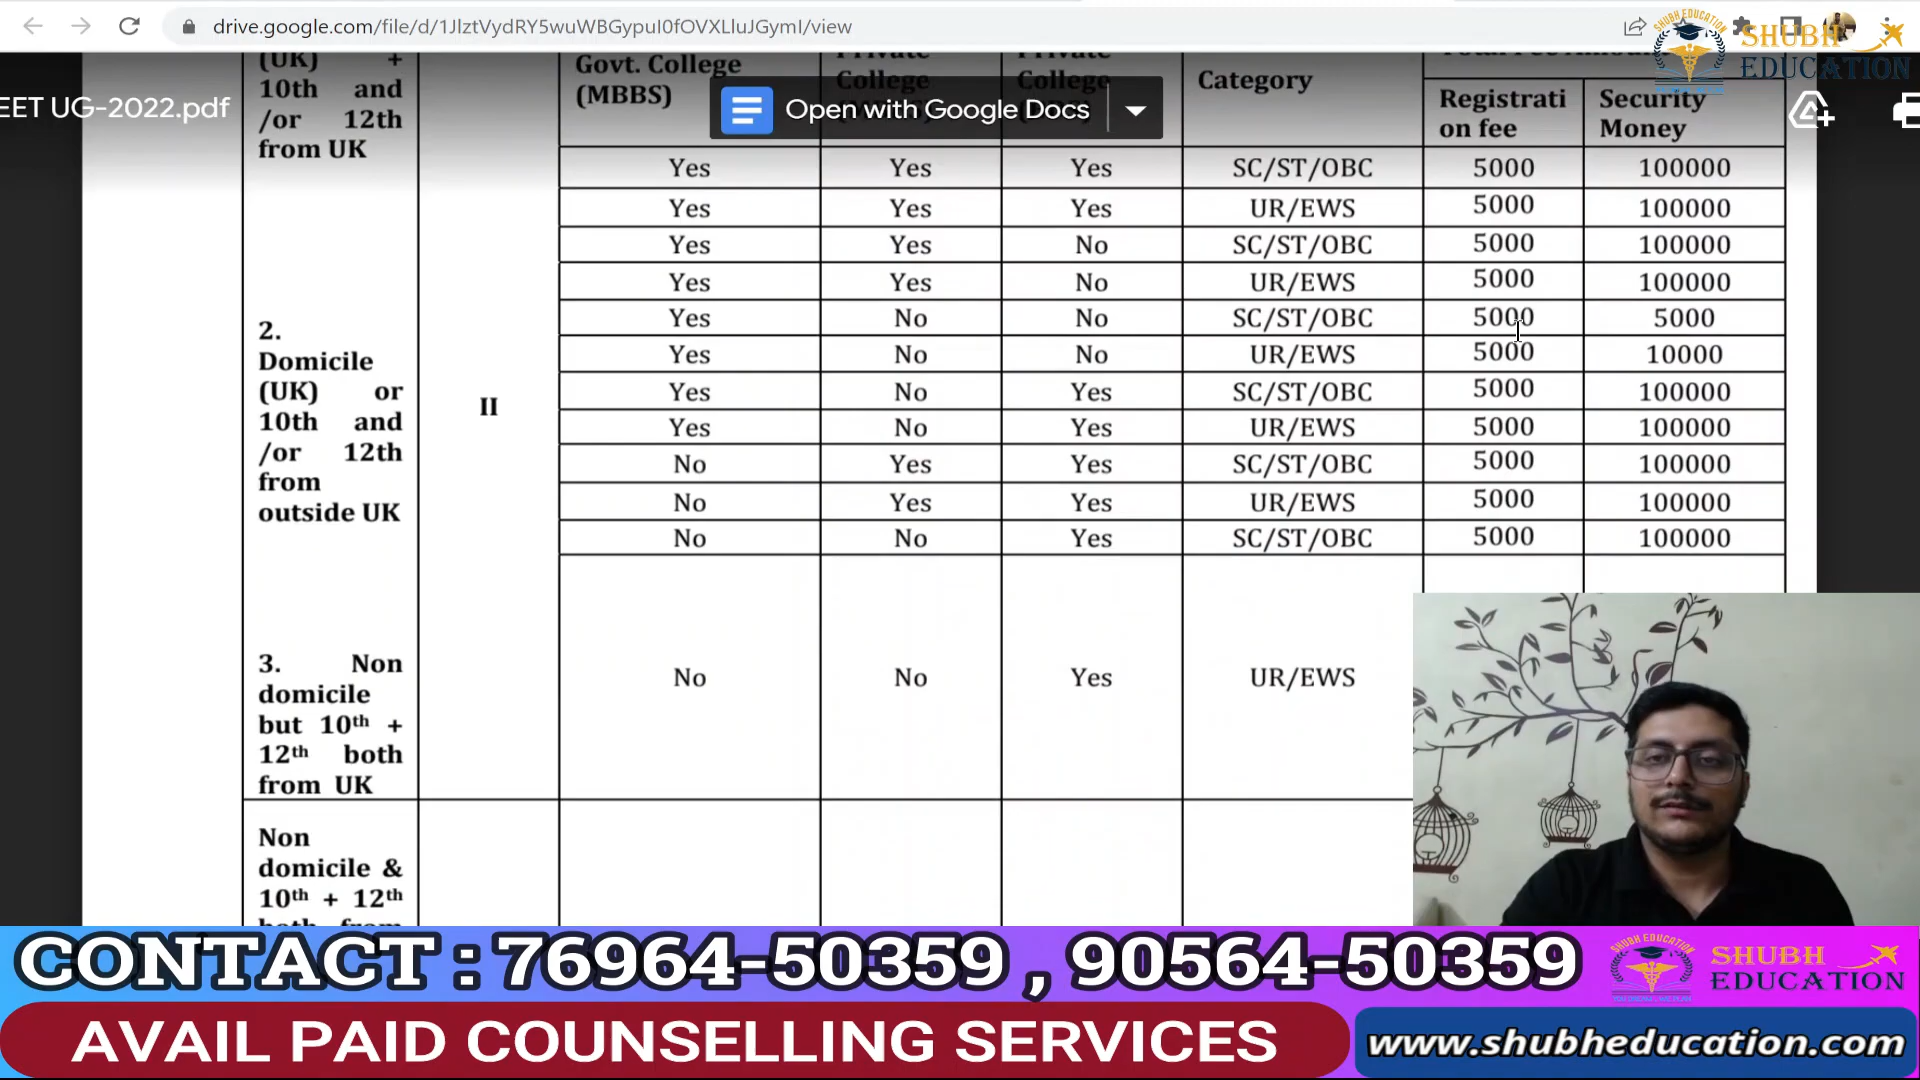 drive.google.com/file/d/1JlztVydRY5wuWBGypuI0fOVXLluJGymI/view
SHUBH
EDUCATION
EET UG-2022.pdf
Open with Google Docs
(UK) +
10th and
/or 12th
from UK
Govt. College
(MBBS)
Private
College
Private
College
Category
Registrati
on fee
Security
Money
Yes Yes Yes SC/ST/OBC 5000 100000
Yes Yes Yes UR/EWS 5000 100000
Yes Yes No SC/ST/OBC 5000 100000
Yes Yes No UR/EWS 5000 100000
Yes No No SC/ST/OBC 5000 5000
Yes No No UR/EWS 5000 10000
Yes No Yes SC/ST/OBC 5000 100000
Yes No Yes UR/EWS 5000 100000
No Yes Yes SC/ST/OBC 5000 100000
No Yes Yes UR/EWS 5000 100000
No No Yes SC/ST/OBC 5000 100000
2.
Domicile
(UK) or
10th and
/or 12th
from
outside UK
II
3. Non
domicile
but 10th +
12th both
from UK
No No Yes UR/EWS
Non
domicile &
10th + 12th
both from
CONTACT : 76964-50359 , 90564-50359
SHUBH
EDUCATION
AVAIL PAID COUNSELLING SERVICES
www.shubheducation.com